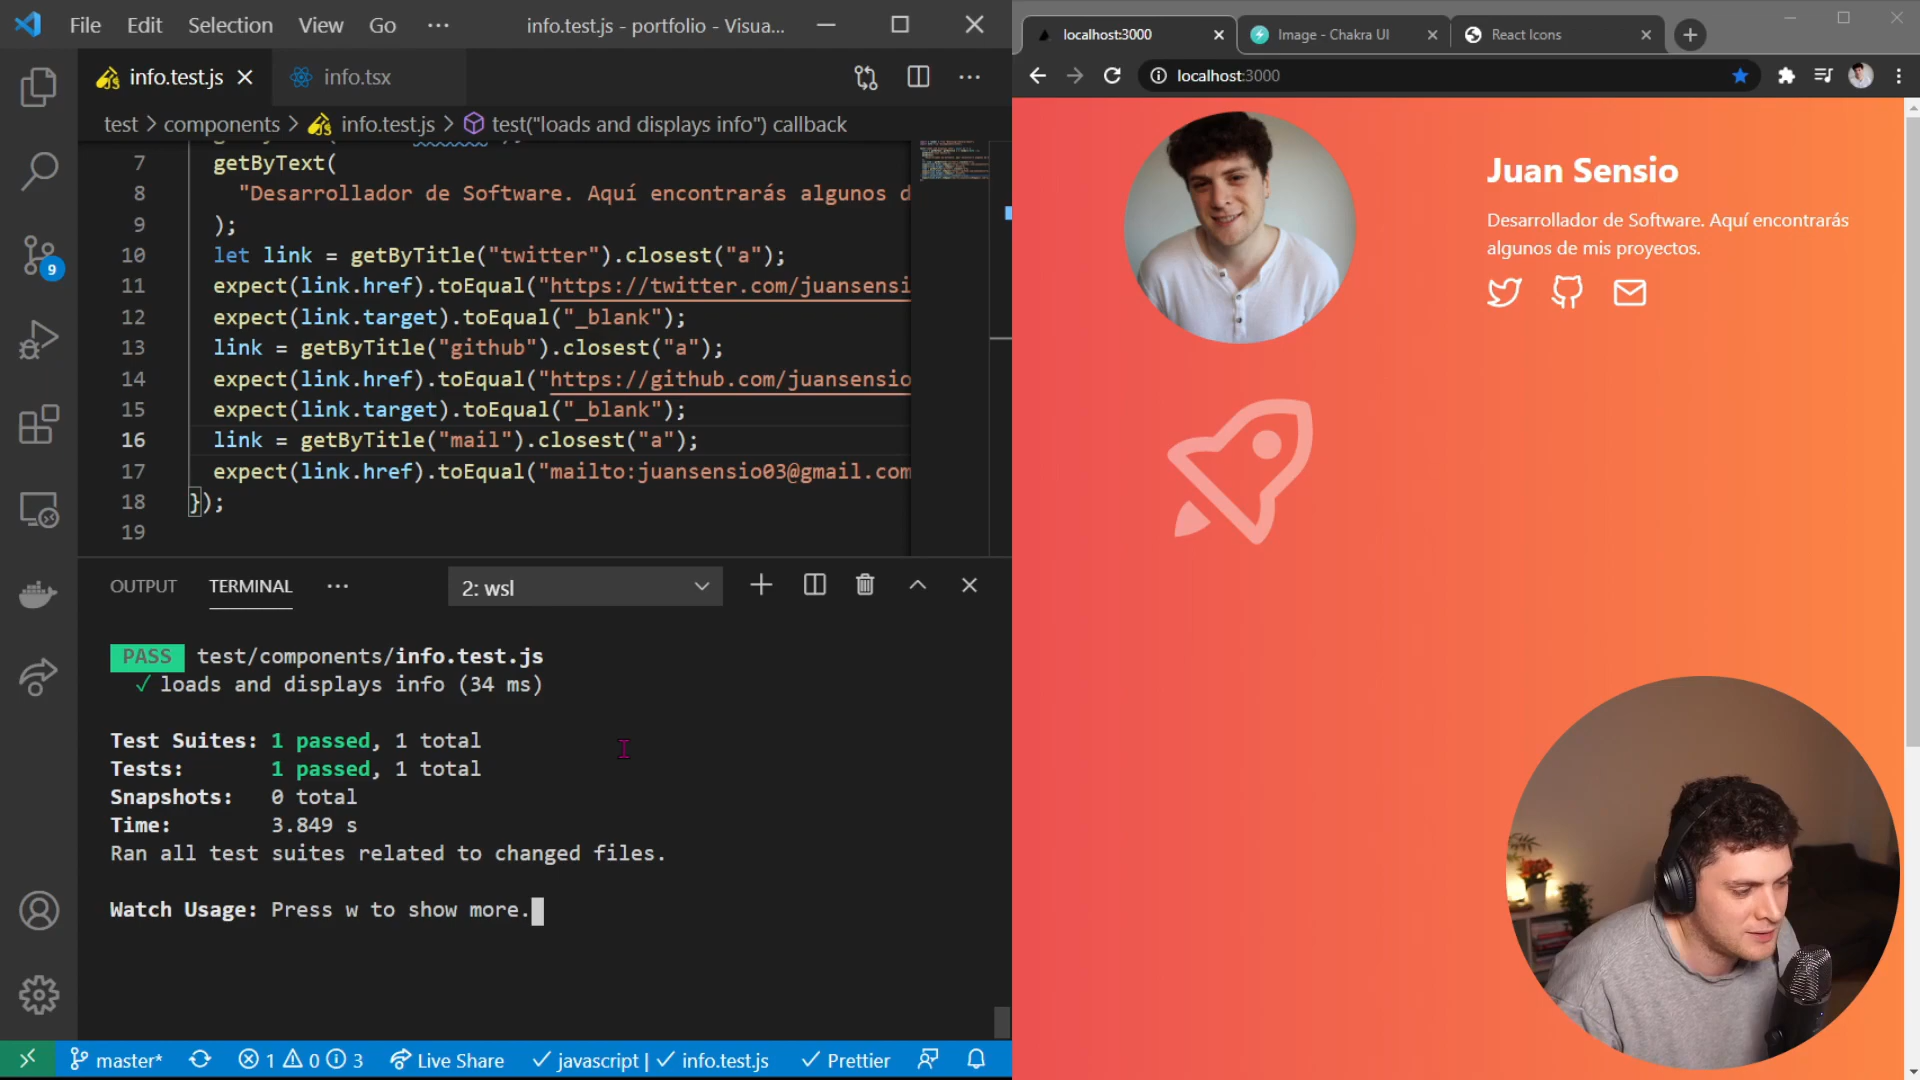 File Edit Selection View Go ··· info.test.js - portfolio - Visua...
info.test.js info.tsx
test > components > info.test.js > test("loads and displays info") callback
7 getByText(
8 "Desarrollador de Software. Aquí encontrarás algunos d
9 );
10 let link = getByTitle("twitter").closest("a");
11 expect(link.href).toEqual("https://twitter.com/juansensi
12 expect(link.target).toEqual("_blank");
13 link = getByTitle("github").closest("a");
14 expect(link.href).toEqual("https://github.com/juansensio
15 expect(link.target).toEqual("_blank");
16 link = getByTitle("mail").closest("a");
17 expect(link.href).toEqual("mailto:juansensio03@gmail.com
18 });
19
9
OUTPUT TERMINAL ··· 2: wsl
PASS test/components/info.test.js
✓ loads and displays info (34 ms)
Test Suites: 1 passed, 1 total
Tests: 1 passed, 1 total
Snapshots: 0 total
Time: 3.849 s
Ran all test suites related to changed files.
Watch Usage: Press w to show more.
master* 1 0 3 Live Share ✓ javascript | ✓ info.test.js ✓ Prettier
localhost:3000 Image - Chakra UI React Icons
localhost:3000
Juan Sensio
Desarrollador de Software. Aquí encontrarás
algunos de mis proyectos.